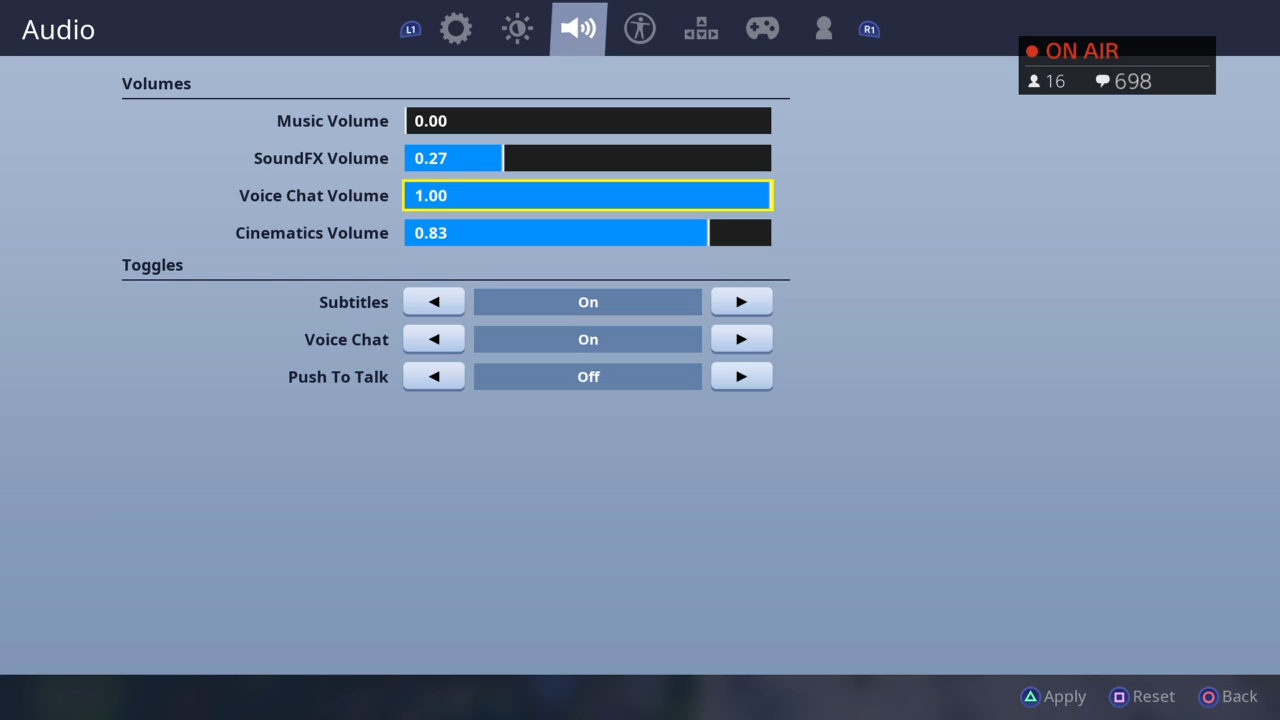 Audio
L1
R1
ON AIR
16 698
Volumes
Music Volume 0.00
SoundFX Volume 0.27
Voice Chat Volume 1.00
Cinematics Volume 0.83
Toggles
Subtitles On
Voice Chat On
Push To Talk Off
Apply Reset Back